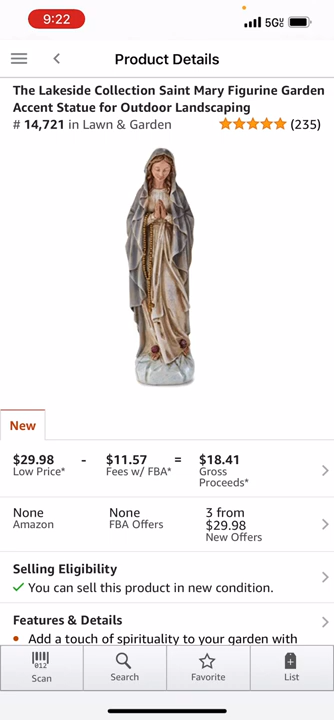 9:22
5G
Product Details
The Lakeside Collection Saint Mary Figurine Garden
Accent Statue for Outdoor Landscaping
# 14,721 in Lawn & Garden (235)
New
$29.98 - $11.57 = $18.41
Low Price* Fees w/ FBA* Gross
Proceeds*
None None 3 from
Amazon FBA Offers $29.98
New Offers
Selling Eligibility
✓ You can sell this product in new condition.
Features & Details
• Add a touch of spirituality to your garden with
012
Scan Search Favorite List